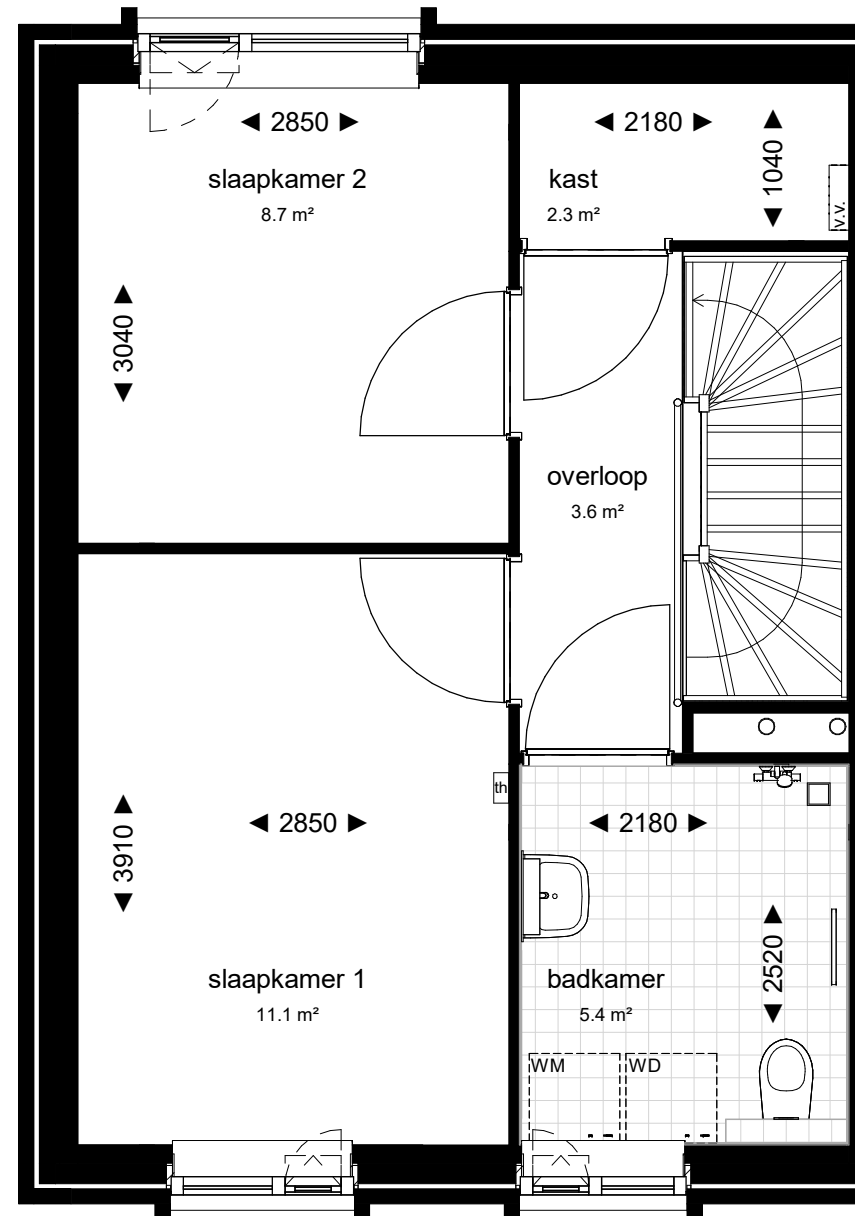 ◄ 2850 ►
◄ 2180 ►
◄ 1040 ►
slaapkamer 2
8.7 m²
kast
2.3 m²
v.v.
◄ 3040 ►
overloop
3.6 m²
th
◄ 2850 ►
◄ 2180 ►
◄ 3910 ►
◄ 2520 ►
slaapkamer 1
11.1 m²
badkamer
5.4 m²
WM
WD